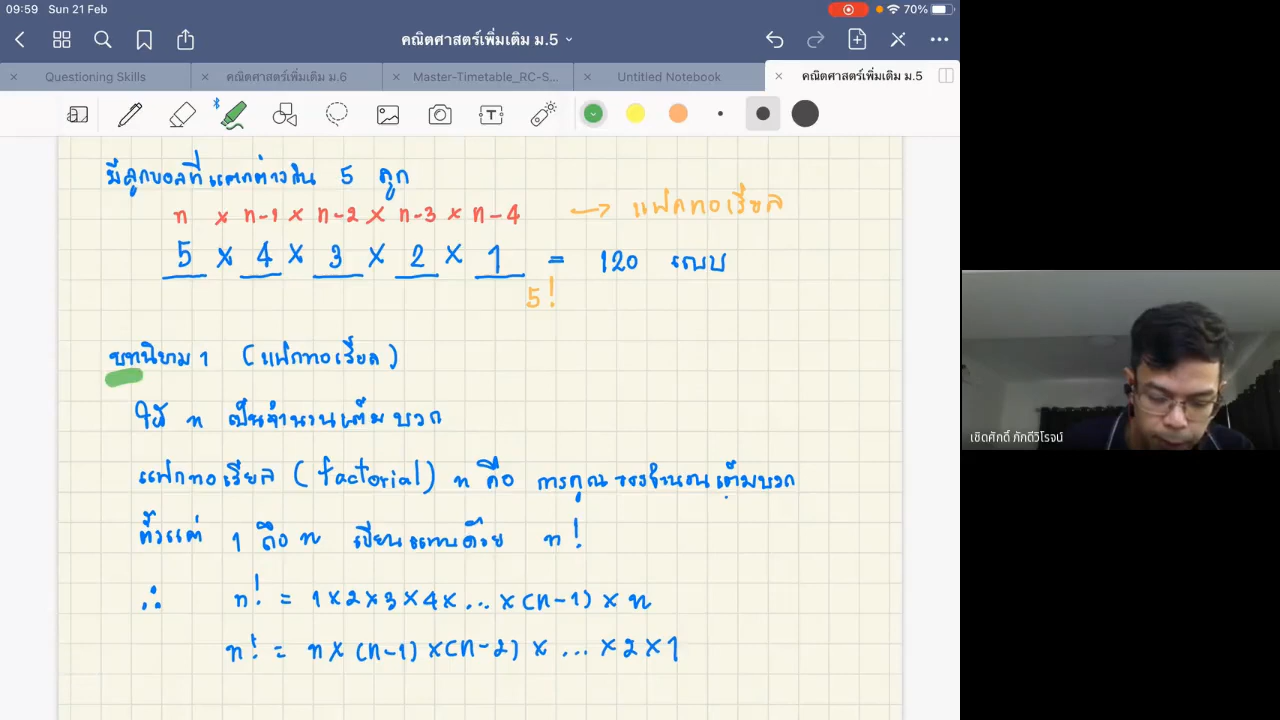 09:59 Sun 21 Feb
70%
คณิตศาสตร์เพิ่มเติม ม.5
Questioning Skills
คณิตศาสตร์เพิ่มเติม ม.6
Master-Timetable_RC-S...
Untitled Notebook
คณิตศาสตร์เพิ่มเติม ม.5
มีลูกบอลที่แตกต่างกัน 5 ลูก
n × n-1 × n-2 × n-3 × n-4 → แฟคทอเรียล
5 × 4 × 3 × 2 × 1 = 120 แบบ
5!
บทนิยาม 1 (แฟกทอเรียล)
ให้ n เป็นจำนวนเต็มบวก
แฟกทอเรียล (factorial) n คือ การคูณของจำนวนเต็มบวก
ตั้งแต่ 1 ถึง n เขียนแทนด้วย n!
∴ n! = 1×2×3×4×...×(n-1)×n
n! = n×(n-1)×(n-2)×...×2×1
เชิดศักดิ์ ภักดีวิโรจน์